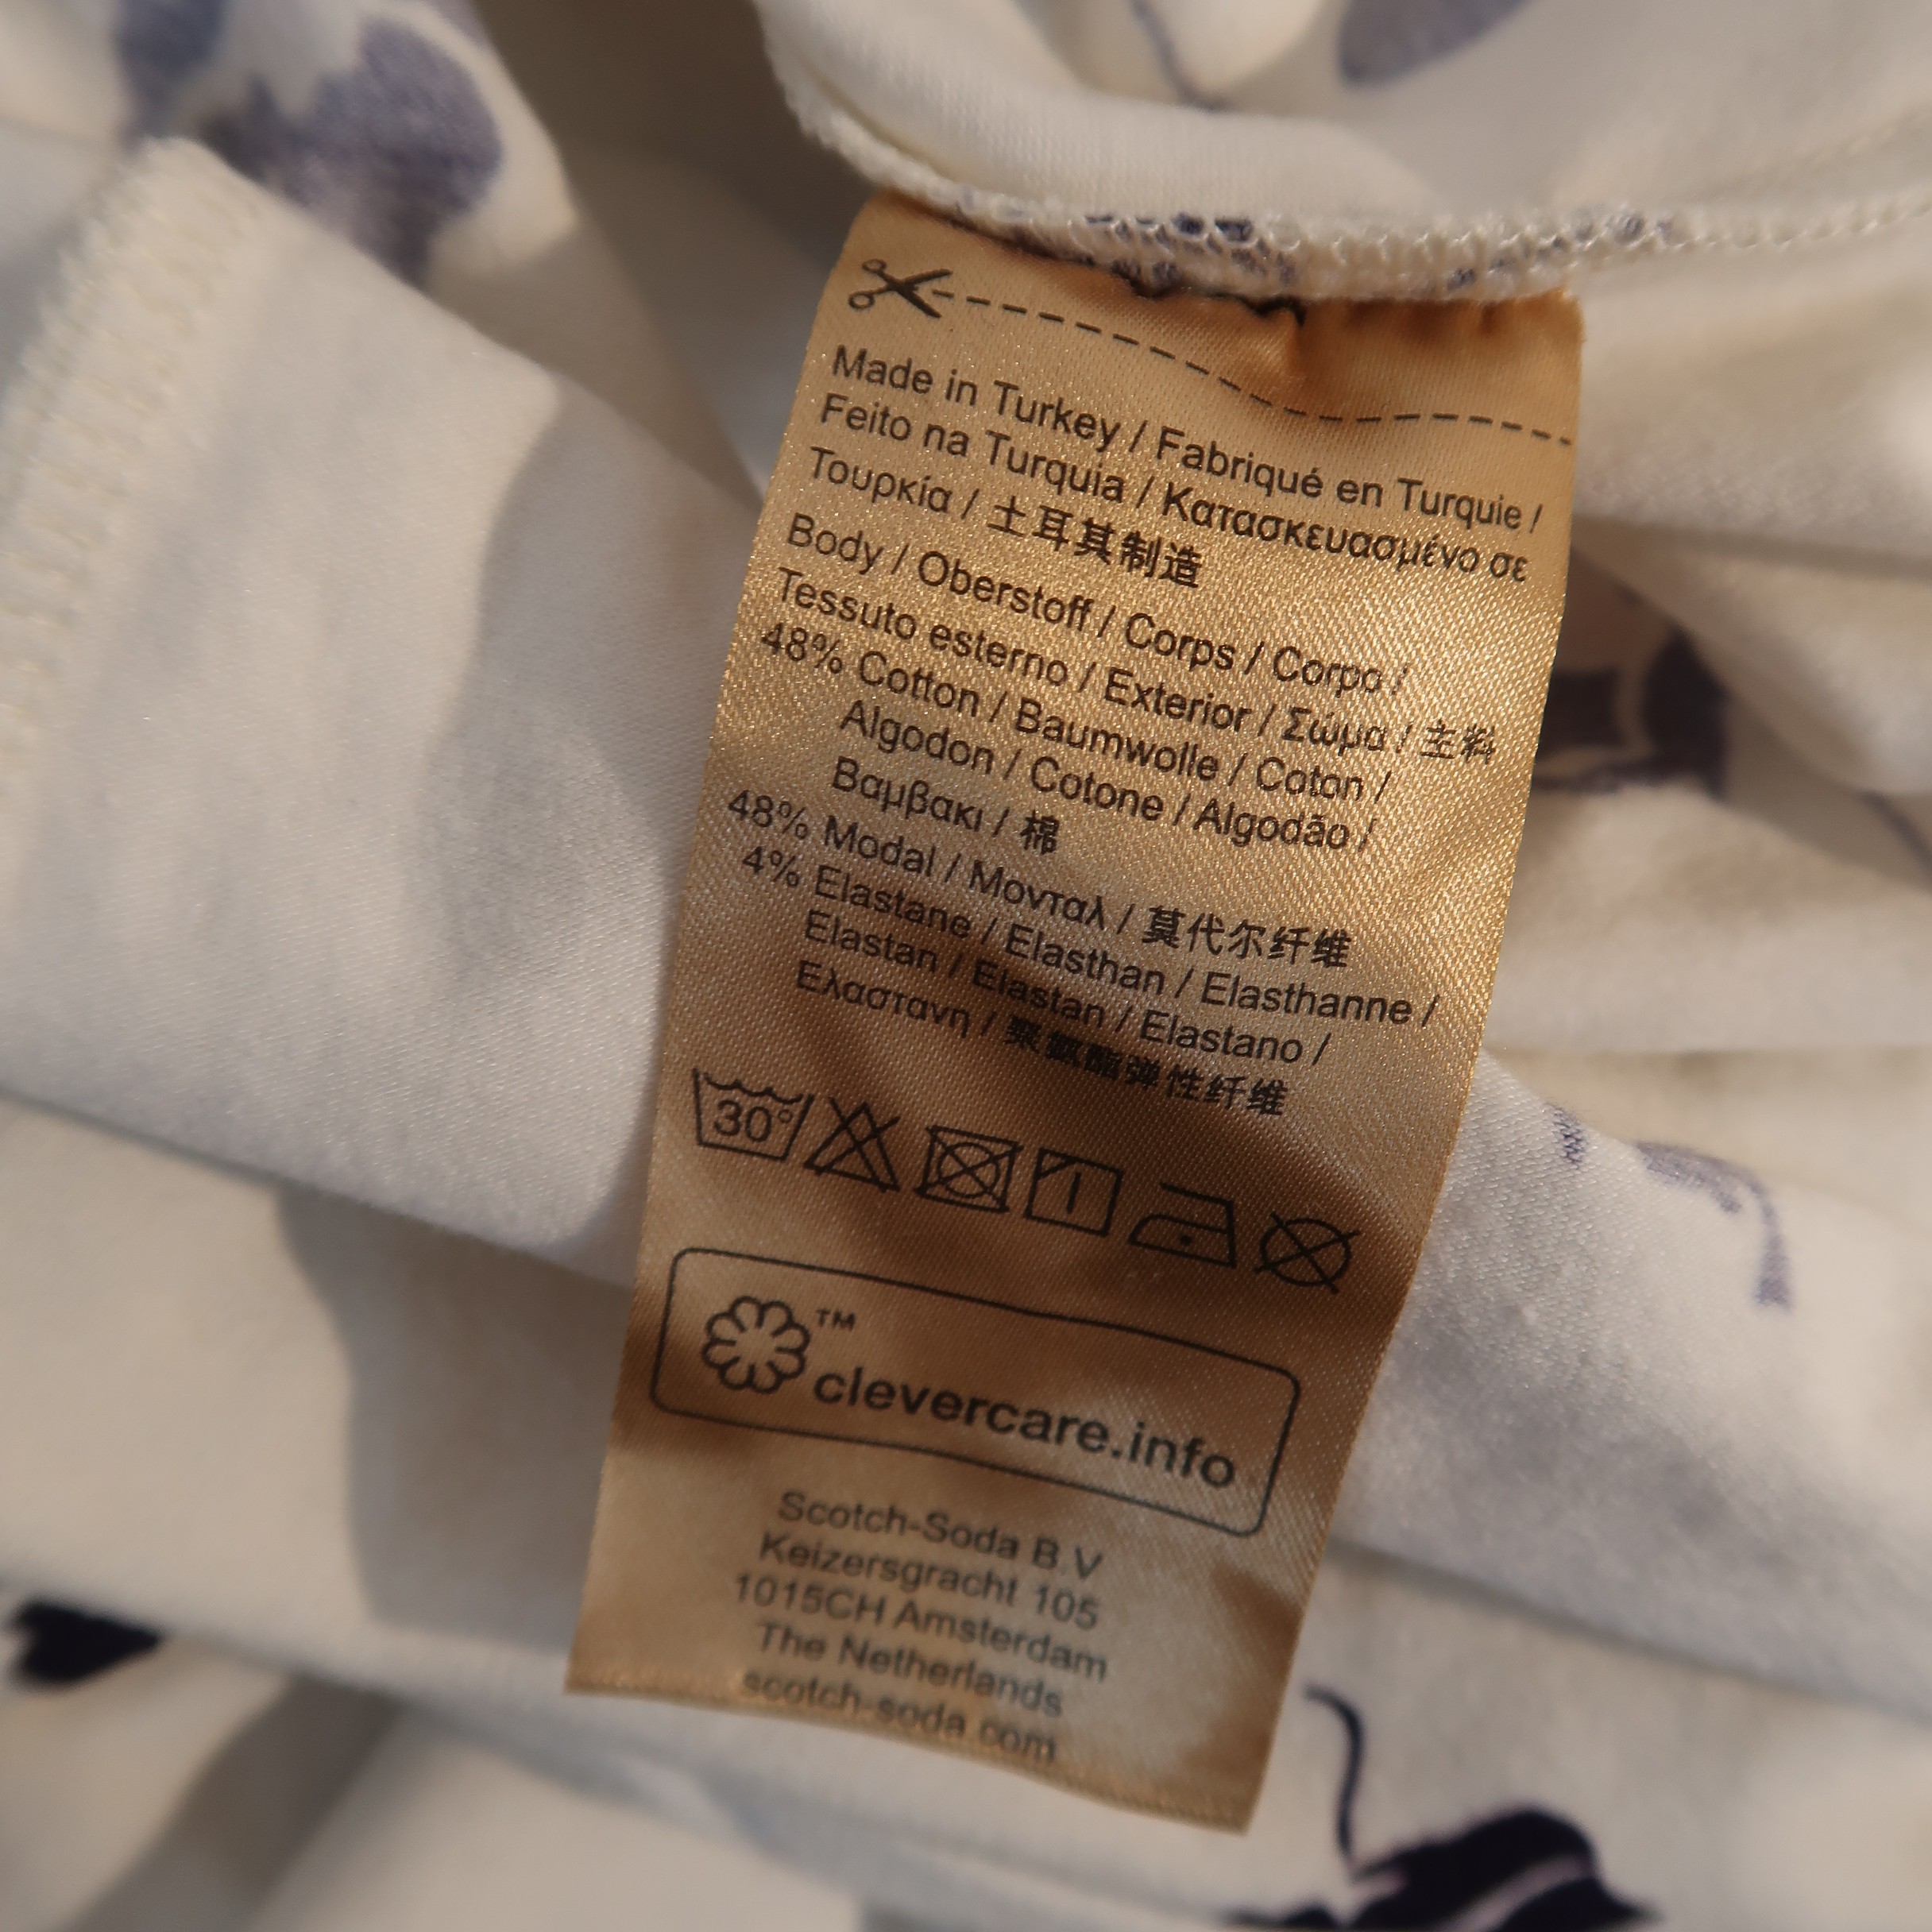 Made in Turkey / Fabriqué en Turquie /
Feito na Turquia / Κατασκευασμένο σε
Τουρκία / 土耳其制造
Body / Oberstoff / Corps / Corpo /
Tessuto esterno / Exterior / Σώμα / 主料
48% Cotton / Baumwolle / Coton /
Algodon / Cotone / Algodão /
Βαμβακι / 棉
48% Modal / Μονταλ / 莫代尔纤维
4% Elastane / Elasthan / Elasthanne /
Elastan / Elastan / Elastano /
Ελαστανη / 聚氨酯弹性纤维
30°
TM
clevercare.info
Scotch-Soda B.V
Keizersgracht 105
1015CH Amsterdam
The Netherlands
scotch-soda.com